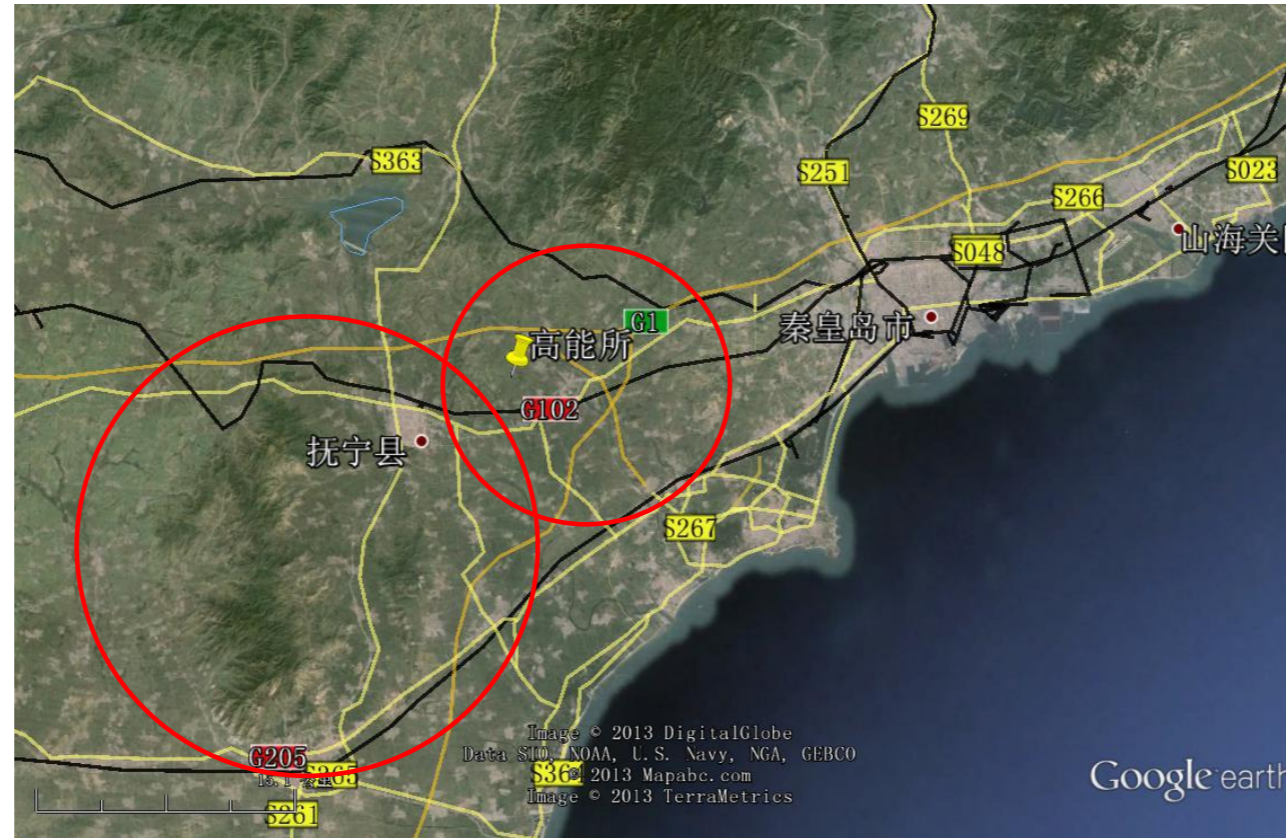 S269
S363
S251
S023
S266
山海关
S048
G1
秦皇岛市
高能所
G102
抚宁县
S267
Image © 2013 DigitalGlobe
Data SIO, NOAA, U.S. Navy, NGA, GEBCO
© 2013 Mapabc.com
Image © 2013 TerraMetrics
G205
S365
S364
Google earth
S261